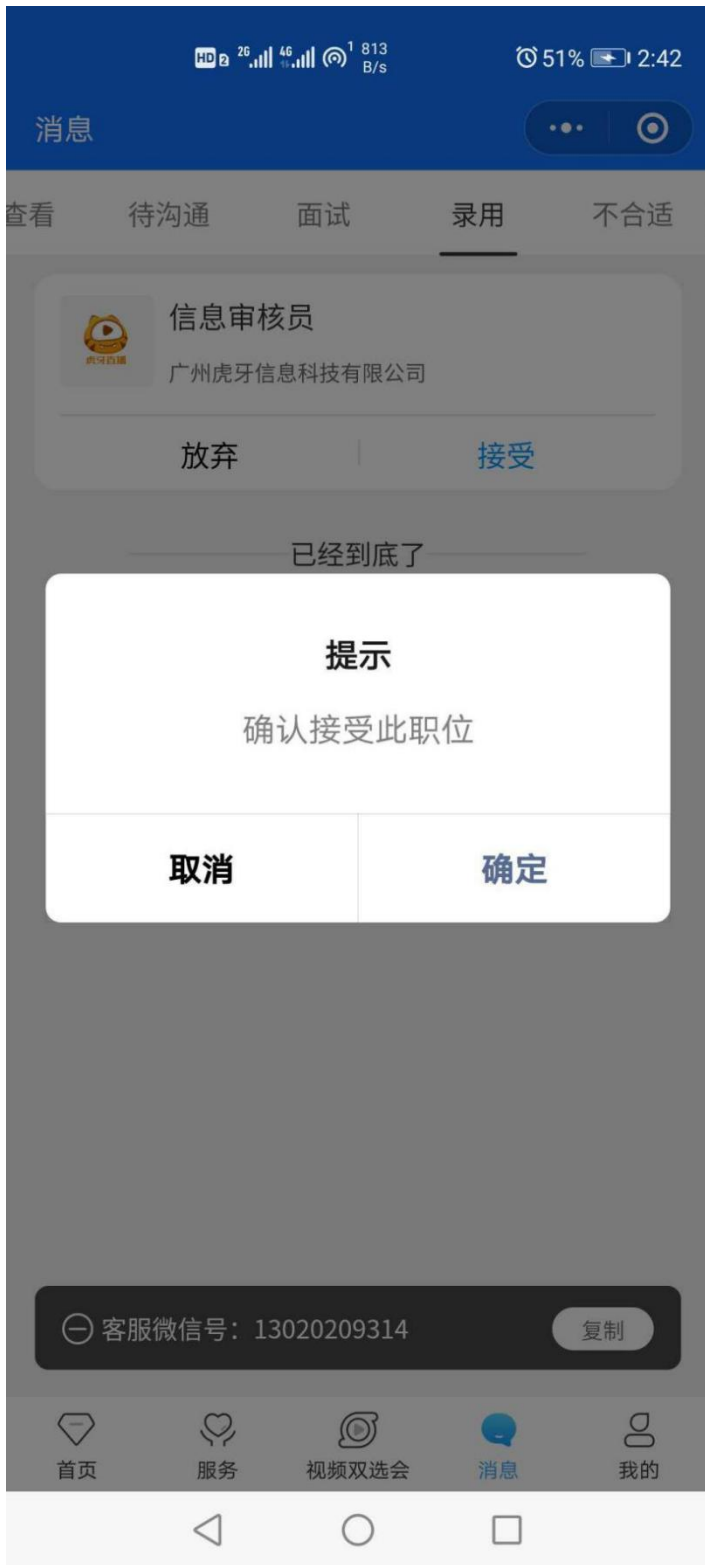 HD 2 2G 4G 1 813 B/s 51% 2:42
消息
查看 待沟通 面试 录用 不合适
信息审核员
虎牙直播
广州虎牙信息科技有限公司
放弃 接受
已经到底了
提示
确认接受此职位
取消 确定
客服微信号：13020209314 复制
首页 服务 视频双选会 消息 我的